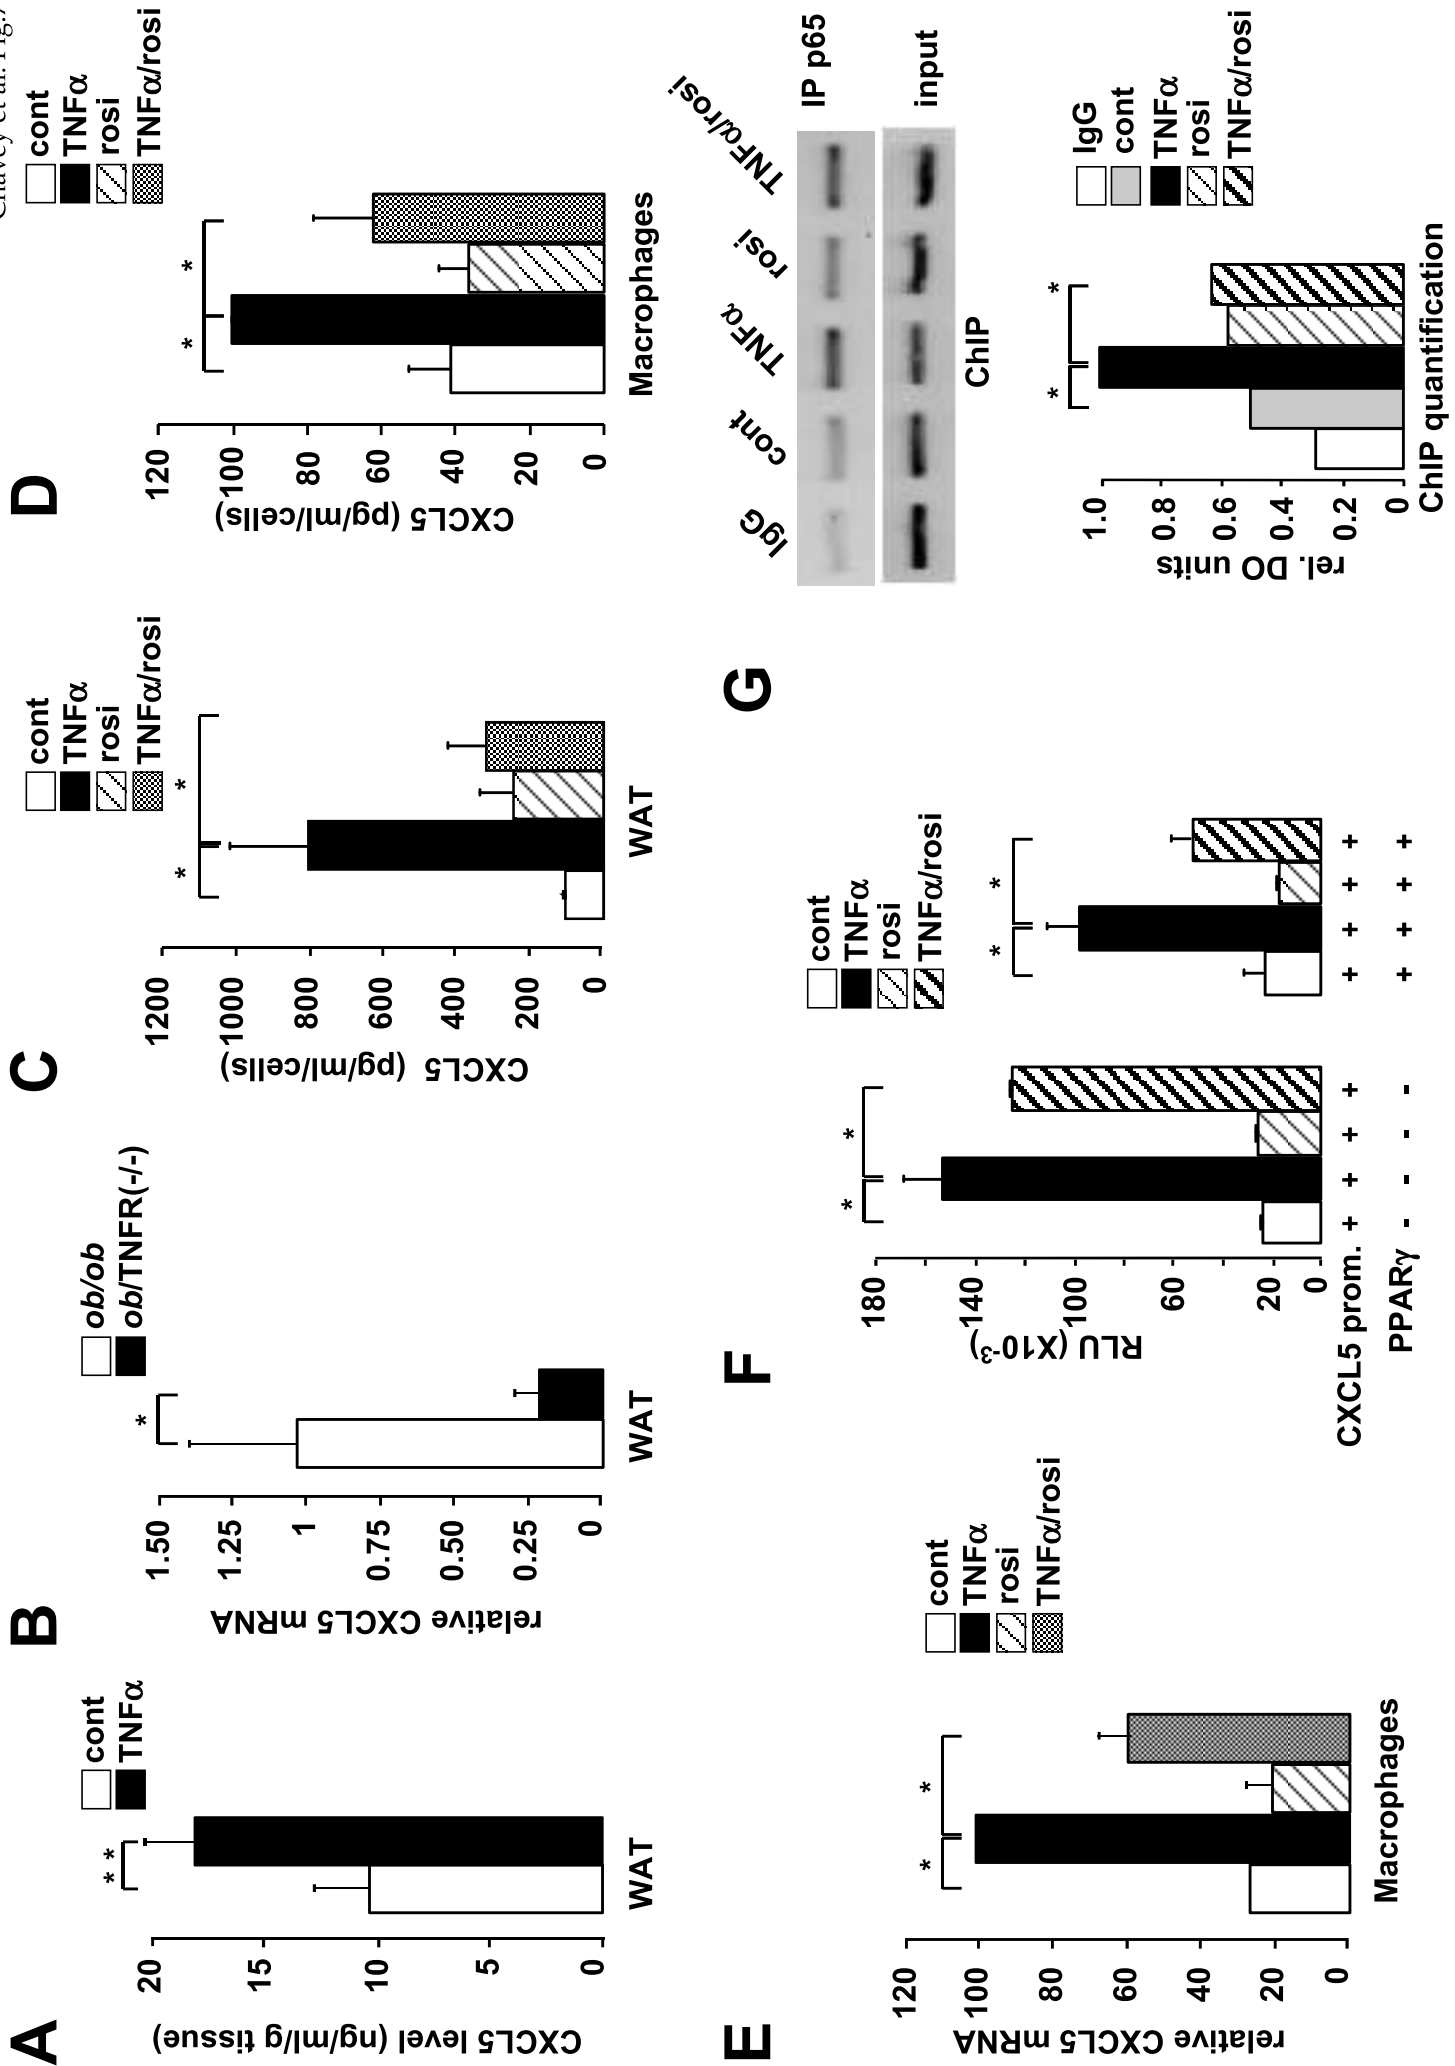 Chavey et al. Fig.7
A
CXCL5 level (ng/ml/g tissue)
20
15
10
5
0
cont
TNFα
* *
WAT
B
relative CXCL5 mRNA
1.50
1.25
1
0.75
0.50
0.25
0
ob/ob
ob/TNFR(-/-)
*
WAT
C
CXCL5 (pg/ml/cells)
1200
1000
800
600
400
200
0
cont
TNFα
rosi
TNFα/rosi
* *
WAT
D
CXCL5 (pg/ml/cells)
120
100
80
60
40
20
0
cont
TNFα
rosi
TNFα/rosi
* *
Macrophages
E
relative CXCL5 mRNA
120
100
80
60
40
20
0
cont
TNFα
rosi
TNFα/rosi
* *
Macrophages
F
RLU (X10-3)
180
140
100
60
20
0
cont
TNFα
rosi
TNFα/rosi
* * * *
CXCL5 prom. + + + + + + + +
PPARγ - - - - + + + +
G
IgG cont TNFα rosi TNFα/rosi
IP p65
input
ChIP
rel. DO units
1.0
0.8
0.6
0.4
0.2
0
IgG
cont
TNFα
rosi
TNFα/rosi
* *
ChIP quantification